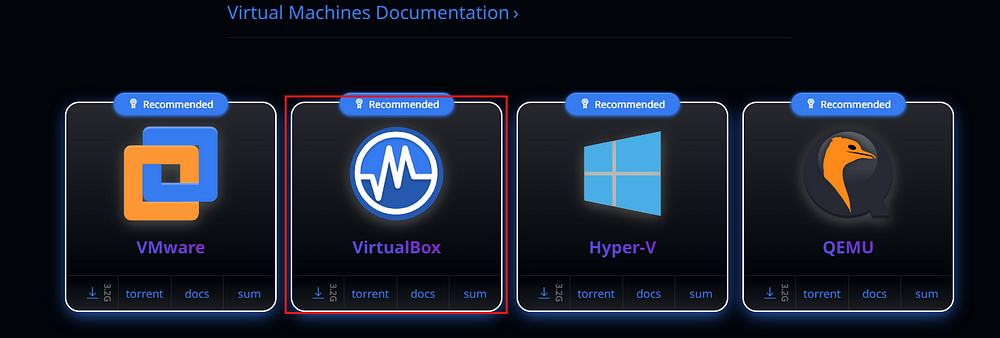 Virtual Machines Documentation ›
Recommended Recommended Recommended Recommended
VMware VirtualBox Hyper-V QEMU
3.2G torrent docs sum 3.2G torrent docs sum 3.2G torrent docs sum 3.2G torrent docs sum